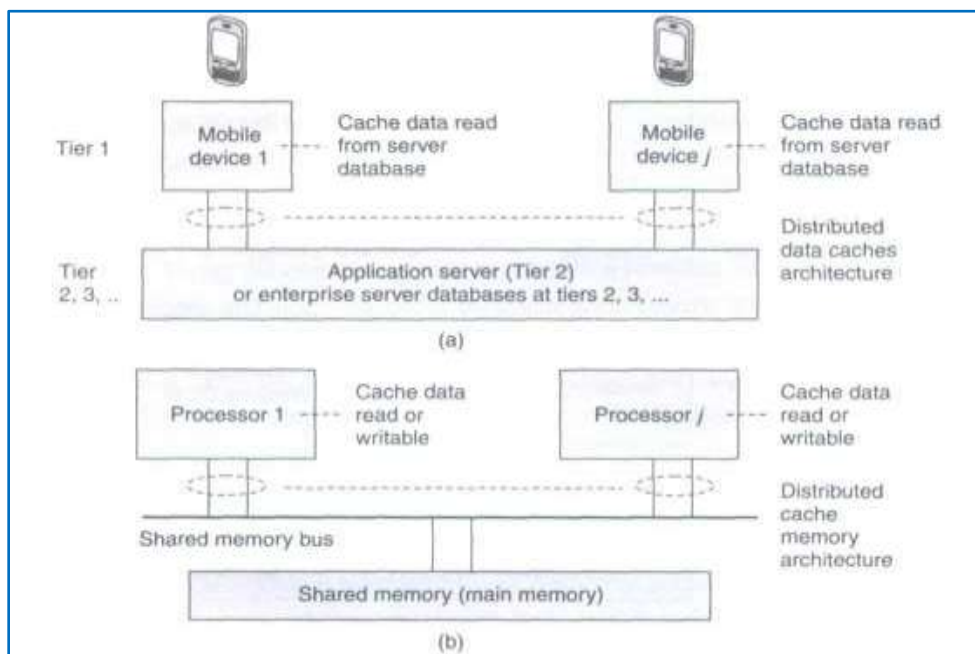 Tier 1
Mobile
device 1
Cache data read
from server
database
Mobile
device j
Cache data read
from server
database
Distributed
data caches
architecture
Tier
2, 3, ..
Application server (Tier 2)
or enterprise server databases at tiers 2, 3, ...
(a)
Processor 1
Cache data
read or
writable
Processor j
Cache data
read or
writable
Distributed
cache
memory
architecture
Shared memory bus
Shared memory (main memory)
(b)